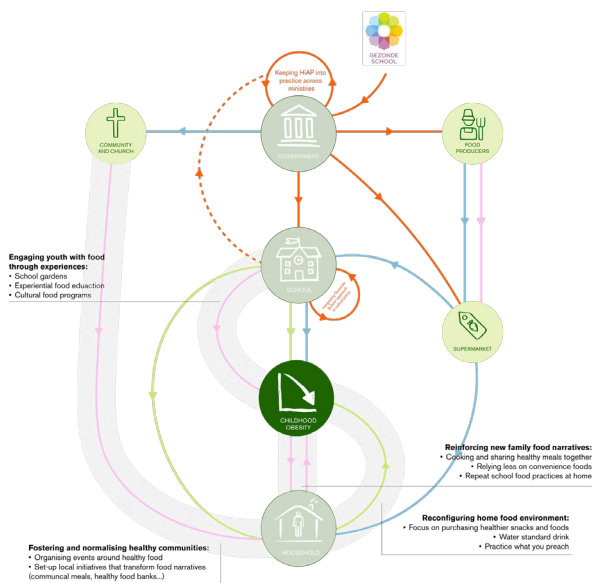 GEZONDE
SCHOOL
Keeping HiAP into
practice across
ministries
COMMUNITY
AND CHURCH
GOVERNMENT
FOOD
PRODUCERS
Engaging youth with food
through experiences:
• School gardens
• Experiential food eduaction
• Cultural food programs
SCHOOL
SUPERMARKET
CHILDHOOD
OBESITY
Reinforcing new family food narratives:
• Cooking and sharing healthy meals together
• Relying less on convenience foods
• Repeat school food practices at home
Reconfiguring home food environment:
• Focus on purchasing healthier snacks and foods
• Water standard drink
• Practice what you preach
HOUSEHOLD
Fostering and normalising healthy communities:
• Organising events around healthy food
• Set-up local initiatives that transform food narratives
(communcal meals, healthy food banks...)